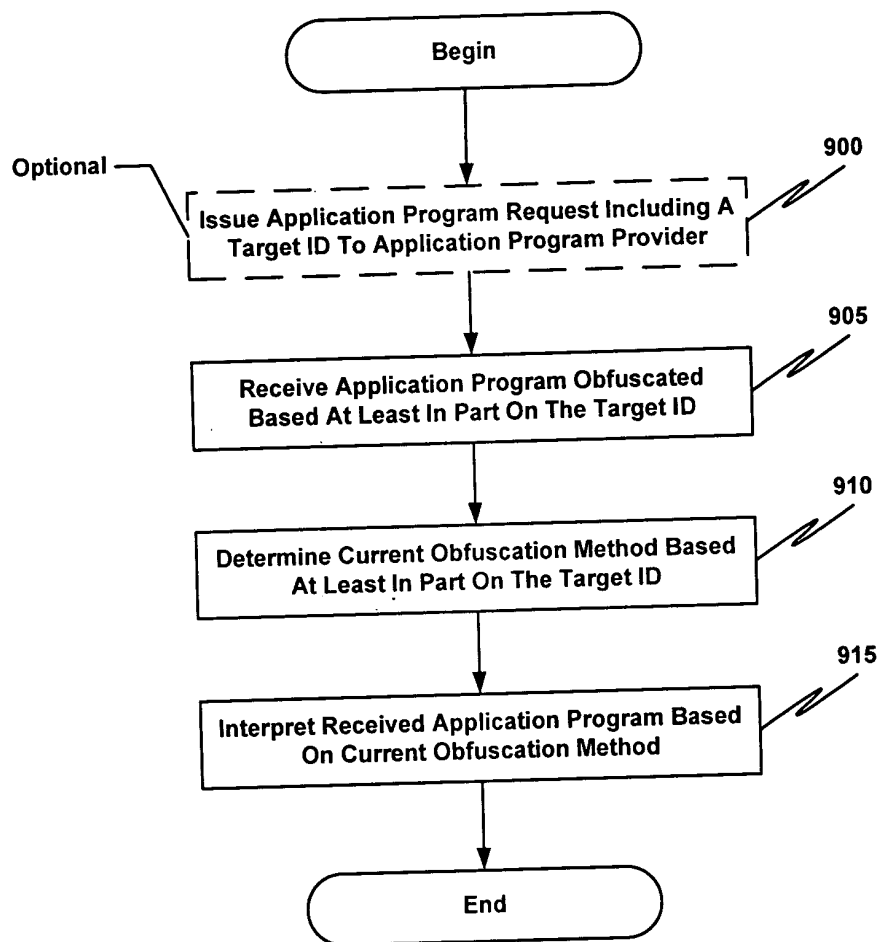 Begin
Optional
900
Issue Application Program Request Including A
Target ID To Application Program Provider
905
Receive Application Program Obfuscated
Based At Least In Part On The Target ID
910
Determine Current Obfuscation Method Based
At Least In Part On The Target ID
915
Interpret Received Application Program Based
On Current Obfuscation Method
End